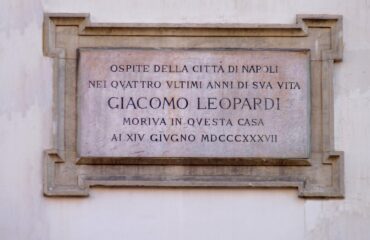 OSPITE DELLA CITTÀ DI NAPOLI
NEI QVATTRO VLTIMI ANNI DI SVA VITA
GIACOMO LEOPARDI
MORIVA IN QVESTA CASA
AI XIV GIVGNO MDCCCXXXVII